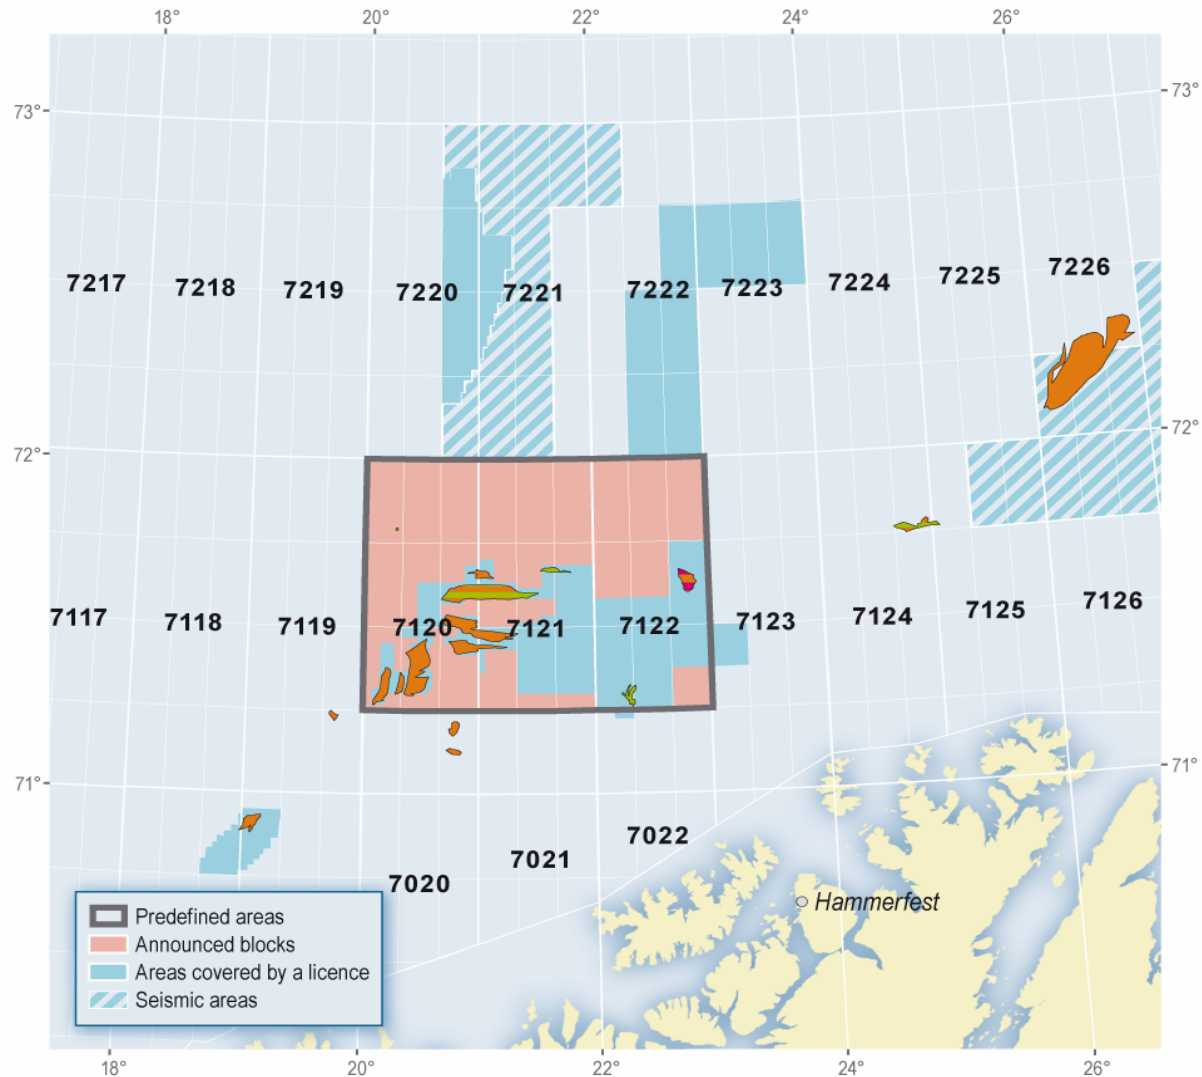 18° 20° 22° 24° 26°
73° 73°
7217 7218 7219 7220 7221 7222 7223 7224 7225 7226
72° 72°
7117 7118 7119 7120 7121 7122 7123 7124 7125 7126
71° 71°
7020 7021 7022
Hammerfest
Predefined areas
Announced blocks
Areas covered by a licence
Seismic areas
18° 20° 22° 24° 26°